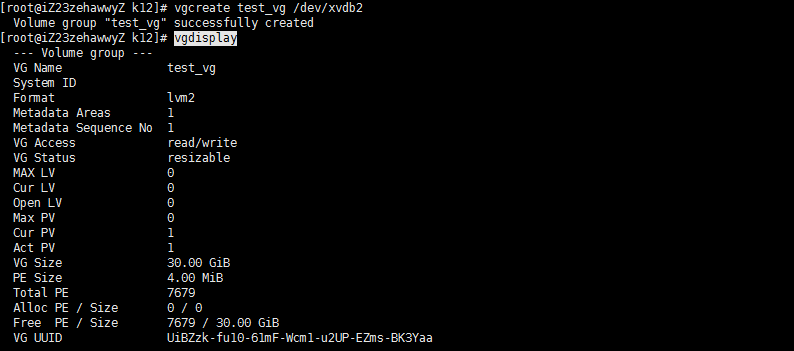 [root@iZ23zehawwyZ k12]# vgcreate test_vg /dev/xvdb2
  Volume group "test_vg" successfully created
[root@iZ23zehawwyZ k12]# vgdisplay
  --- Volume group ---
  VG Name               test_vg
  System ID
  Format                lvm2
  Metadata Areas        1
  Metadata Sequence No  1
  VG Access             read/write
  VG Status             resizable
  MAX LV                0
  Cur LV                0
  Open LV               0
  Max PV                0
  Cur PV                1
  Act PV                1
  VG Size               30.00 GiB
  PE Size               4.00 MiB
  Total PE              7679
  Alloc PE / Size       0 / 0
  Free  PE / Size       7679 / 30.00 GiB
  VG UUID               UiBZzk-fu10-61mF-Wcm1-u2UP-EZms-BK3Yaa